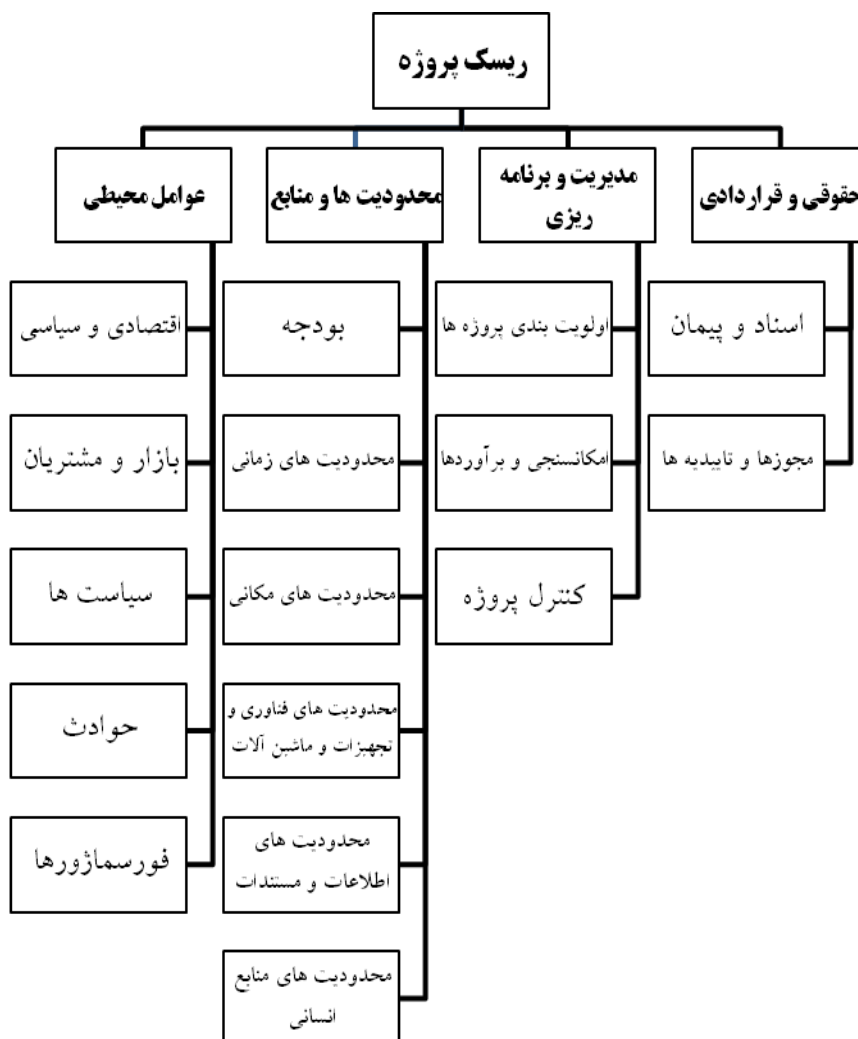 ریسک پروژه
حقوقی و قراردادی
اسناد و پیمان
مجوزها و تاییدیه ها
مدیریت و برنامه
ریزی
اولویت بندی پروژه ها
امکانسنجی و برآوردها
کنترل پروژه
محدودیت ها و منابع
بودجه
محدودیت های زمانی
محدودیت های مکانی
محدودیت های فناوری و
تجهیزات و ماشین آلات
محدودیت های
اطلاعات و مستندات
محدودیت های منابع
انسانی
عوامل محیطی
اقتصادی و سیاسی
بازار و مشتریان
سیاست ها
حوادث
فورسماژورها